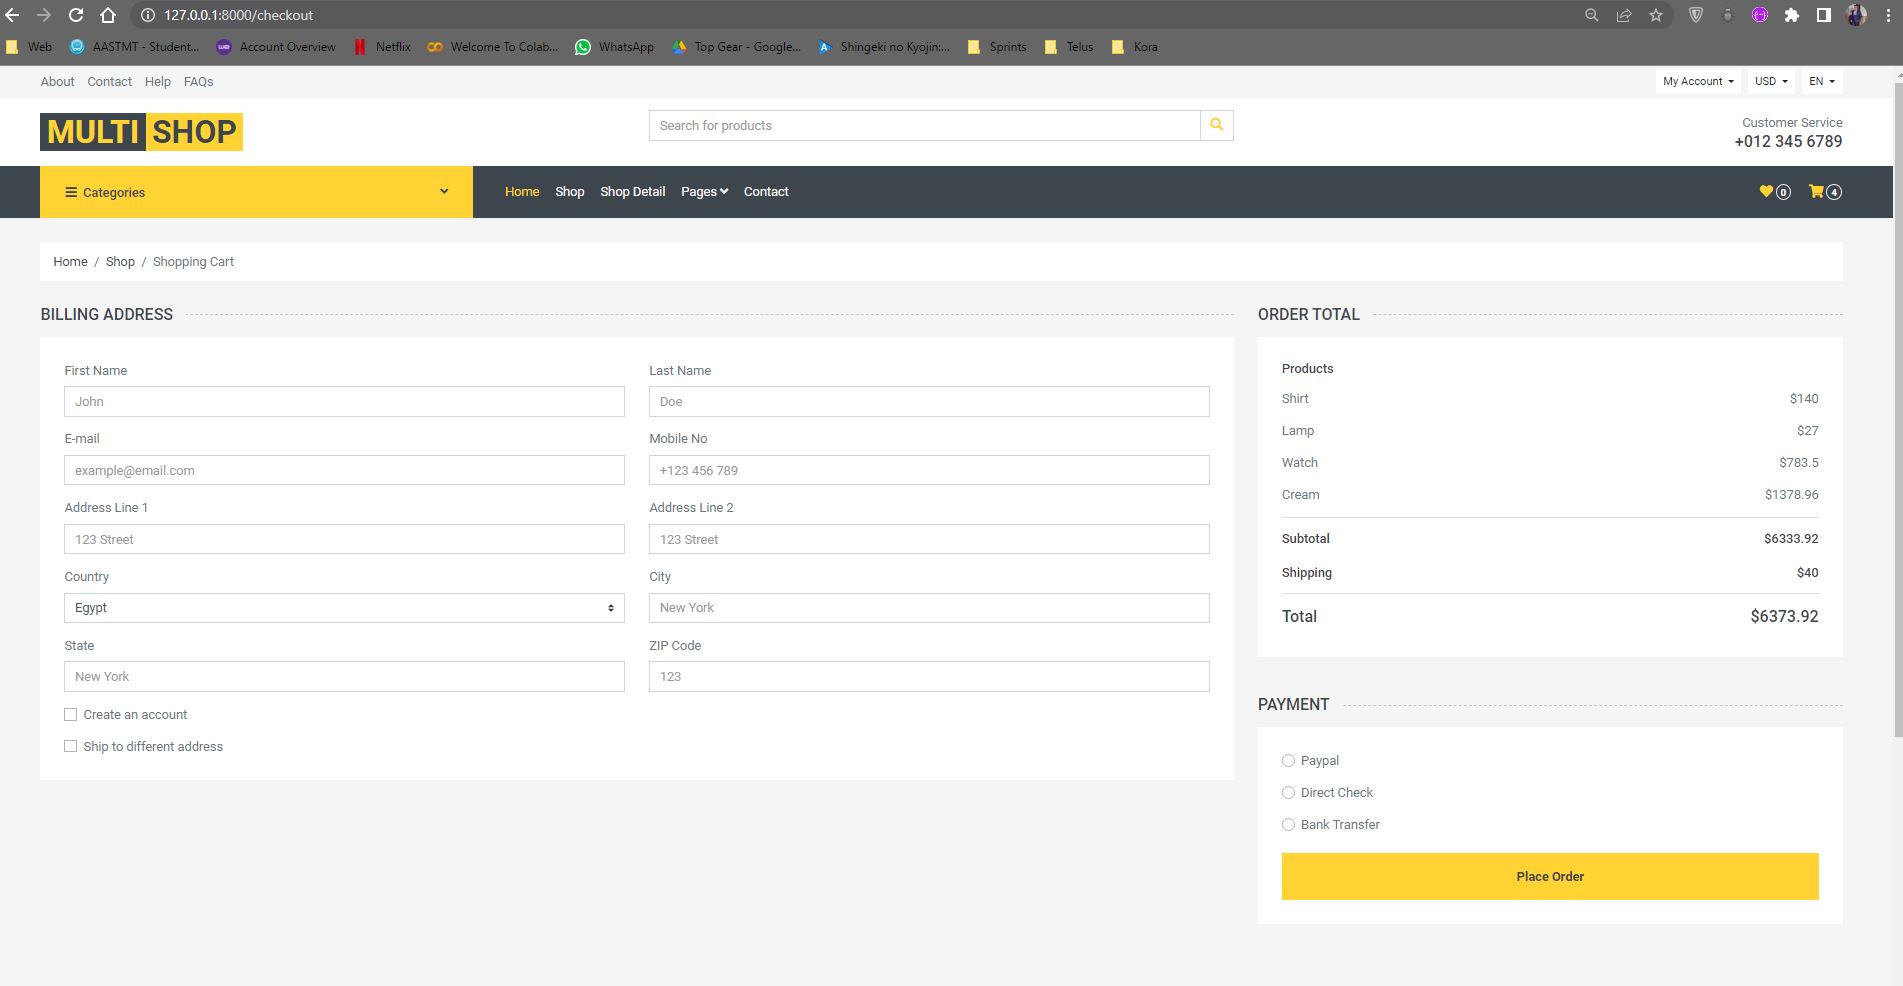 127.0.0.1:8000/checkout
Web AASTMT - Student... Account Overview Netflix Welcome To Colab... WhatsApp Top Gear - Google... Shingeki no Kyojin:... Sprints Telus Kora
About Contact Help FAQs My Account USD EN
MULTI SHOP
Search for products
Customer Service
+012 345 6789
Categories Home Shop Shop Detail Pages Contact 0 4
Home / Shop / Shopping Cart
BILLING ADDRESS
First Name Last Name
John Doe
E-mail Mobile No
example@email.com +123 456 789
Address Line 1 Address Line 2
123 Street 123 Street
Country City
Egypt New York
State ZIP Code
New York 123
Create an account
Ship to different address
ORDER TOTAL
Products
Shirt $140
Lamp $27
Watch $783.5
Cream $1378.96
Subtotal $6333.92
Shipping $40
Total $6373.92
PAYMENT
Paypal
Direct Check
Bank Transfer
Place Order